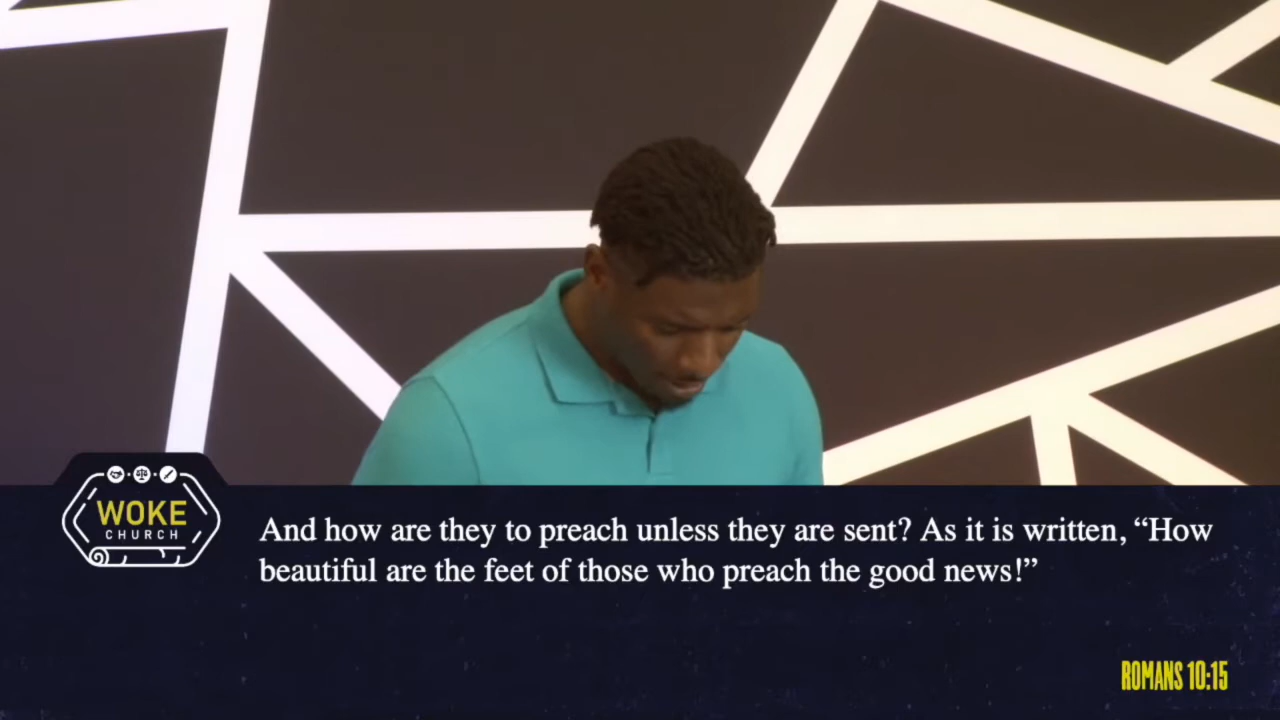 WOKE
CHURCH
And how are they to preach unless they are sent? As it is written, “How
beautiful are the feet of those who preach the good news!”
ROMANS 10:15